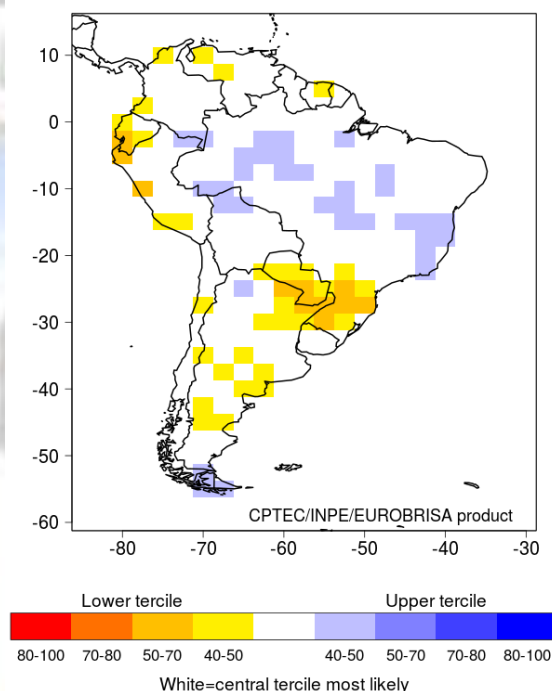 10
0
-10
-20
-30
-40
-50
-60
CPTEC/INPE/EUROBRISA product
-80 -70 -60 -50 -40 -30
Lower tercile Upper tercile
80-100 70-80 50-70 40-50 40-50 50-70 70-80 80-100
White=central tercile most likely